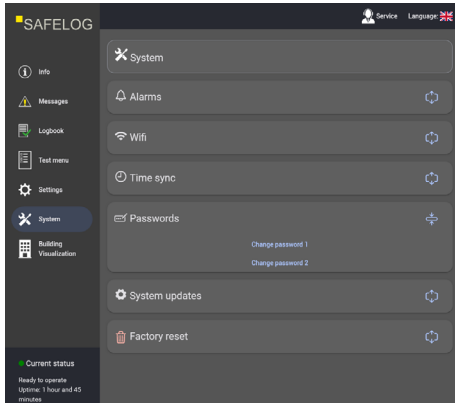 SAFELOG
Service
Language:
Info
Messages
Logbook
Test menu
Settings
System
Building
Visualization
Current status
Ready to operate
Uptime: 1 hour and 45
minutes
System
Alarms
Wifi
Time sync
Passwords
Change password 1
Change password 2
System updates
Factory reset